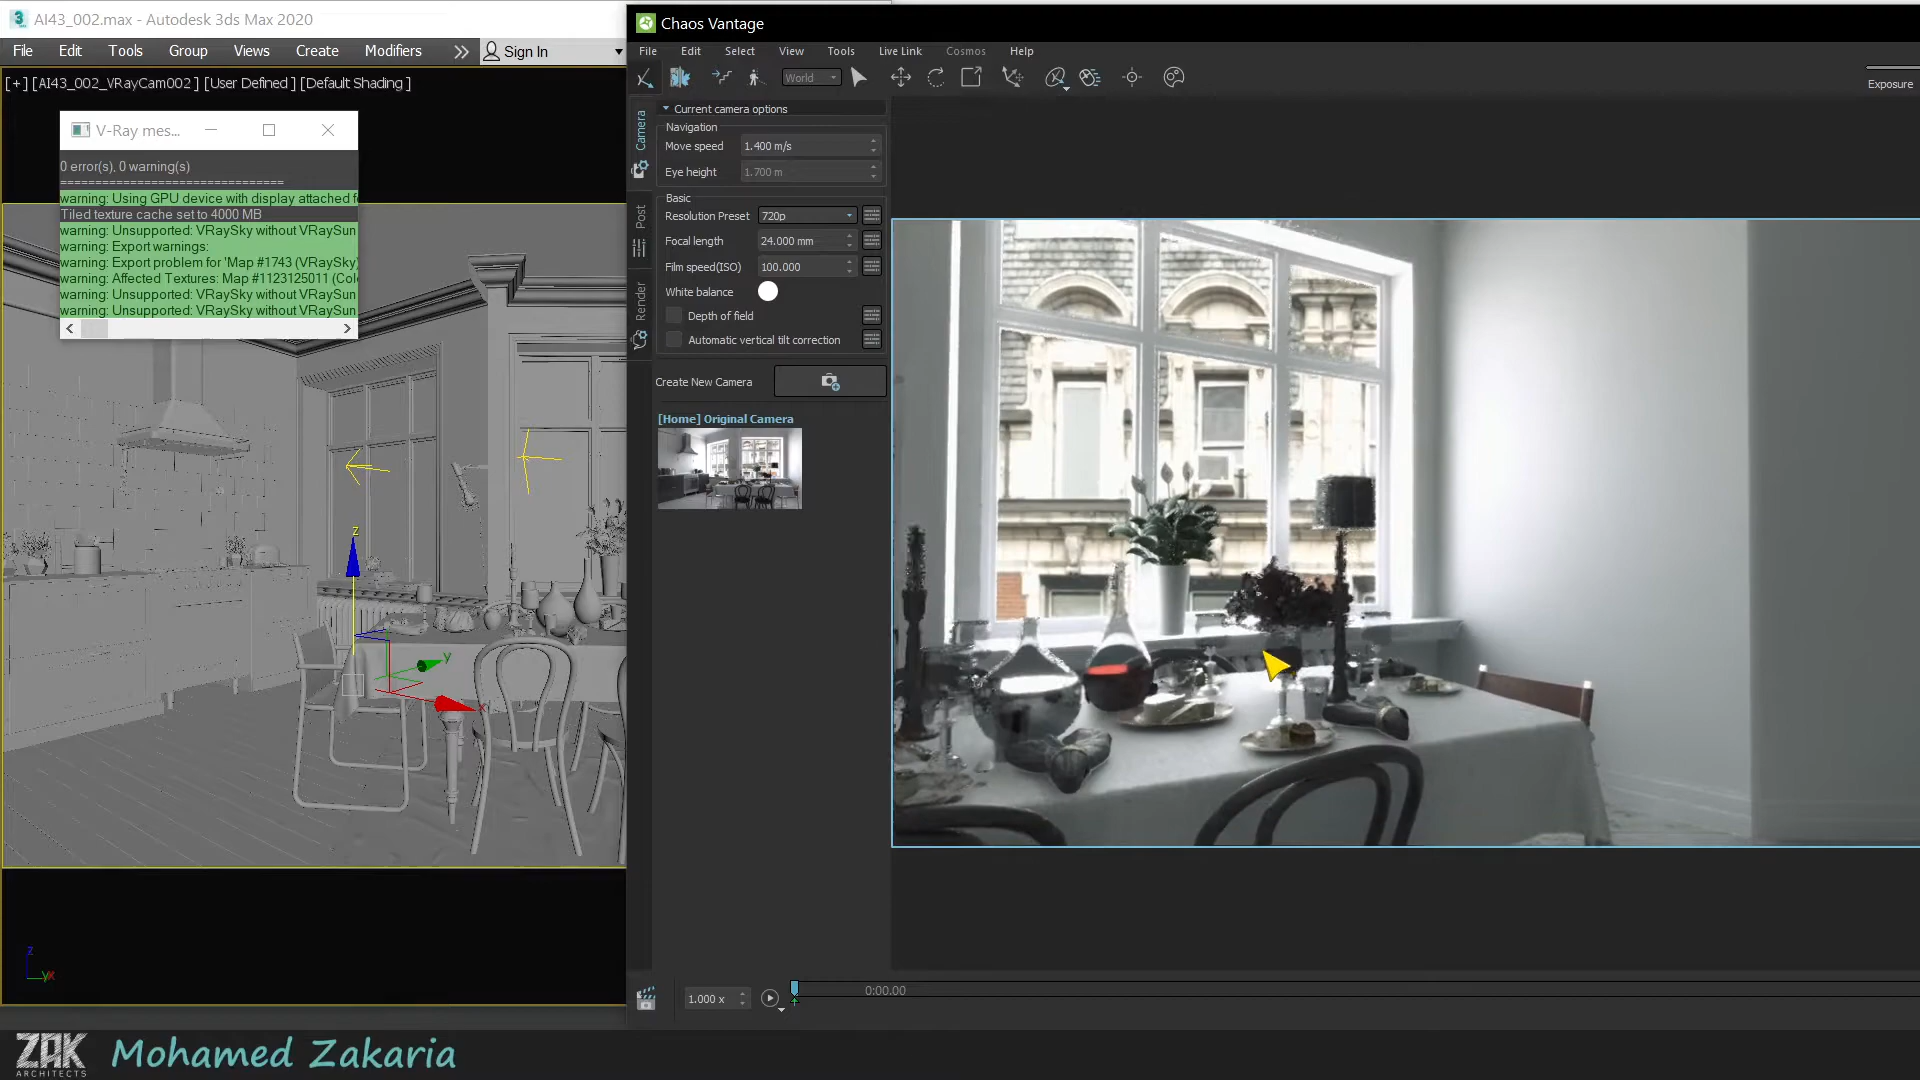 AI43_002.max - Autodesk 3ds Max 2020
File Edit Tools Group Views Create Modifiers Sign In
[+] [AI43_002_VRayCam002 ] [User Defined ] [Default Shading ]
V-Ray mes...
0 error(s), 0 warning(s)
===============================
warning: Using GPU device with display attached f
Tiled texture cache set to 4000 MB
warning: Unsupported: VRaySky without VRaySun
warning: Export warnings:
warning: Export problem for 'Map #1743 (VRaySky)
warning: Affected Textures: Map #1123125011 (Col
warning: Unsupported: VRaySky without VRaySun
warning: Unsupported: VRaySky without VRaySun
z
y
x
z
yx
Chaos Vantage
File Edit Select View Tools Live Link Cosmos Help
World
Exposure
Camera
Post
Render
Current camera options
Navigation
Move speed 1.400 m/s
Eye height 1.700 m
Basic
Resolution Preset 720p
Focal length 24.000 mm
Film speed(ISO) 100.000
White balance
Depth of field
Automatic vertical tilt correction
Create New Camera
[Home] Original Camera
1.000 x
0:00.00
ZAK
ARCHITECTS
Mohamed Zakaria